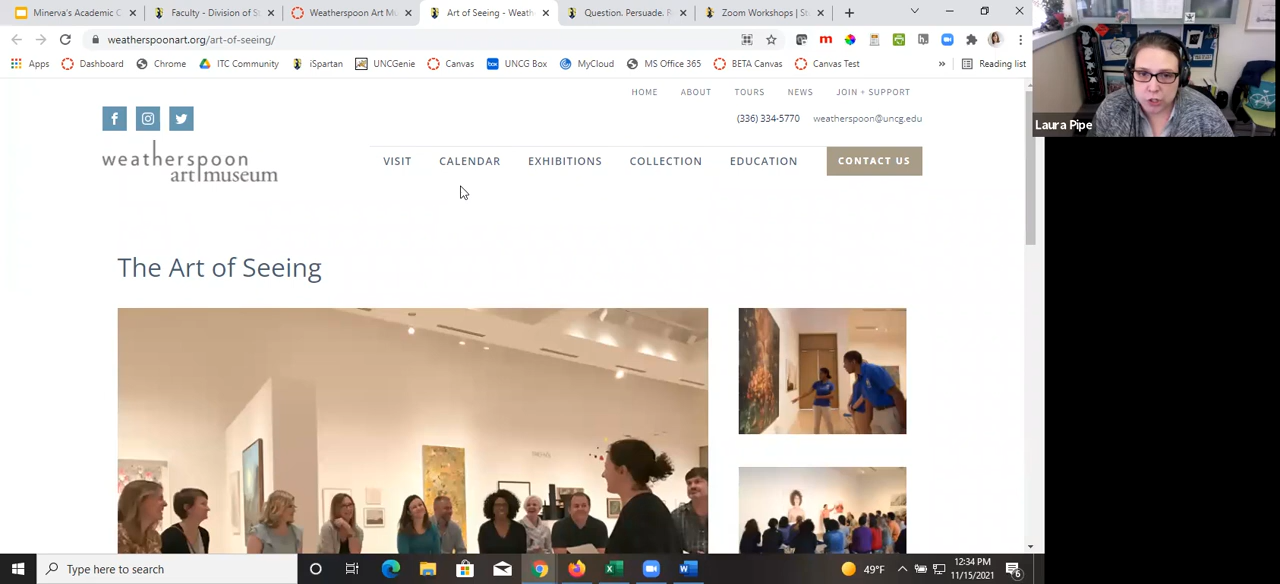 Minerva's Academic C
Faculty - Division of St
Weatherspoon Art M
Art of Seeing - Weath
Question. Persuade. R
Zoom Workshops | St
weatherspoonart.org/art-of-seeing/
Apps
Dashboard
Chrome
ITC Community
iSpartan
UNCGenie
Canvas
UNCG Box
MyCloud
MS Office 365
BETA Canvas
Canvas Test
»
Reading list
Laura Pipe
HOME ABOUT TOURS NEWS JOIN + SUPPORT
(336) 334-5770 weatherspoon@uncg.edu
weatherspoon
art museum
VISIT CALENDAR EXHIBITIONS COLLECTION EDUCATION CONTACT US
The Art of Seeing
Type here to search
49°F
12:34 PM
11/15/2021
6